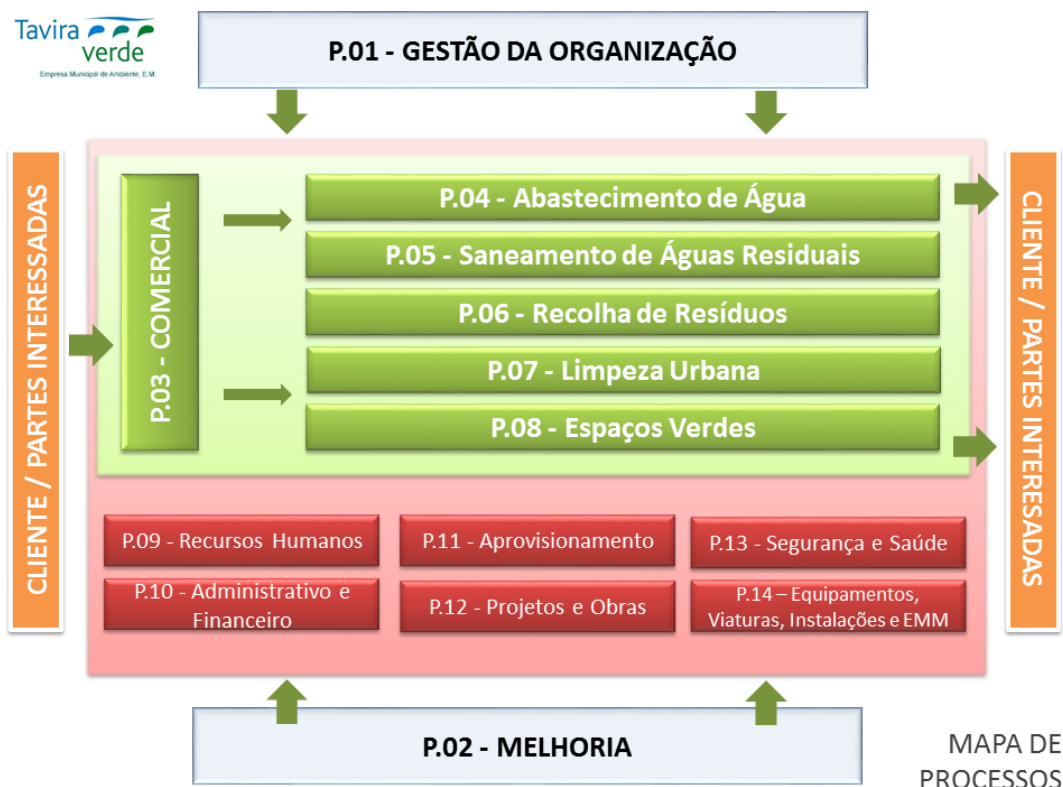 Tavira
verde
Empresa Municipal de Ambiente, E.M.
P.01 - GESTÃO DA ORGANIZAÇÃO
CLIENTE / PARTES INTERESSADAS
P.03 - COMERCIAL
P.04 - Abastecimento de Água
P.05 - Saneamento de Águas Residuais
P.06 - Recolha de Resíduos
P.07 - Limpeza Urbana
P.08 - Espaços Verdes
CLIENTE / PARTES INTERESADAS
P.09 - Recursos Humanos
P.11 - Aprovisionamento
P.13 - Segurança e Saúde
P.10 - Administrativo e
Financeiro
P.12 - Projetos e Obras
P.14 – Equipamentos,
Viaturas, Instalações e EMM
P.02 - MELHORIA
MAPA DE
PROCESSOS